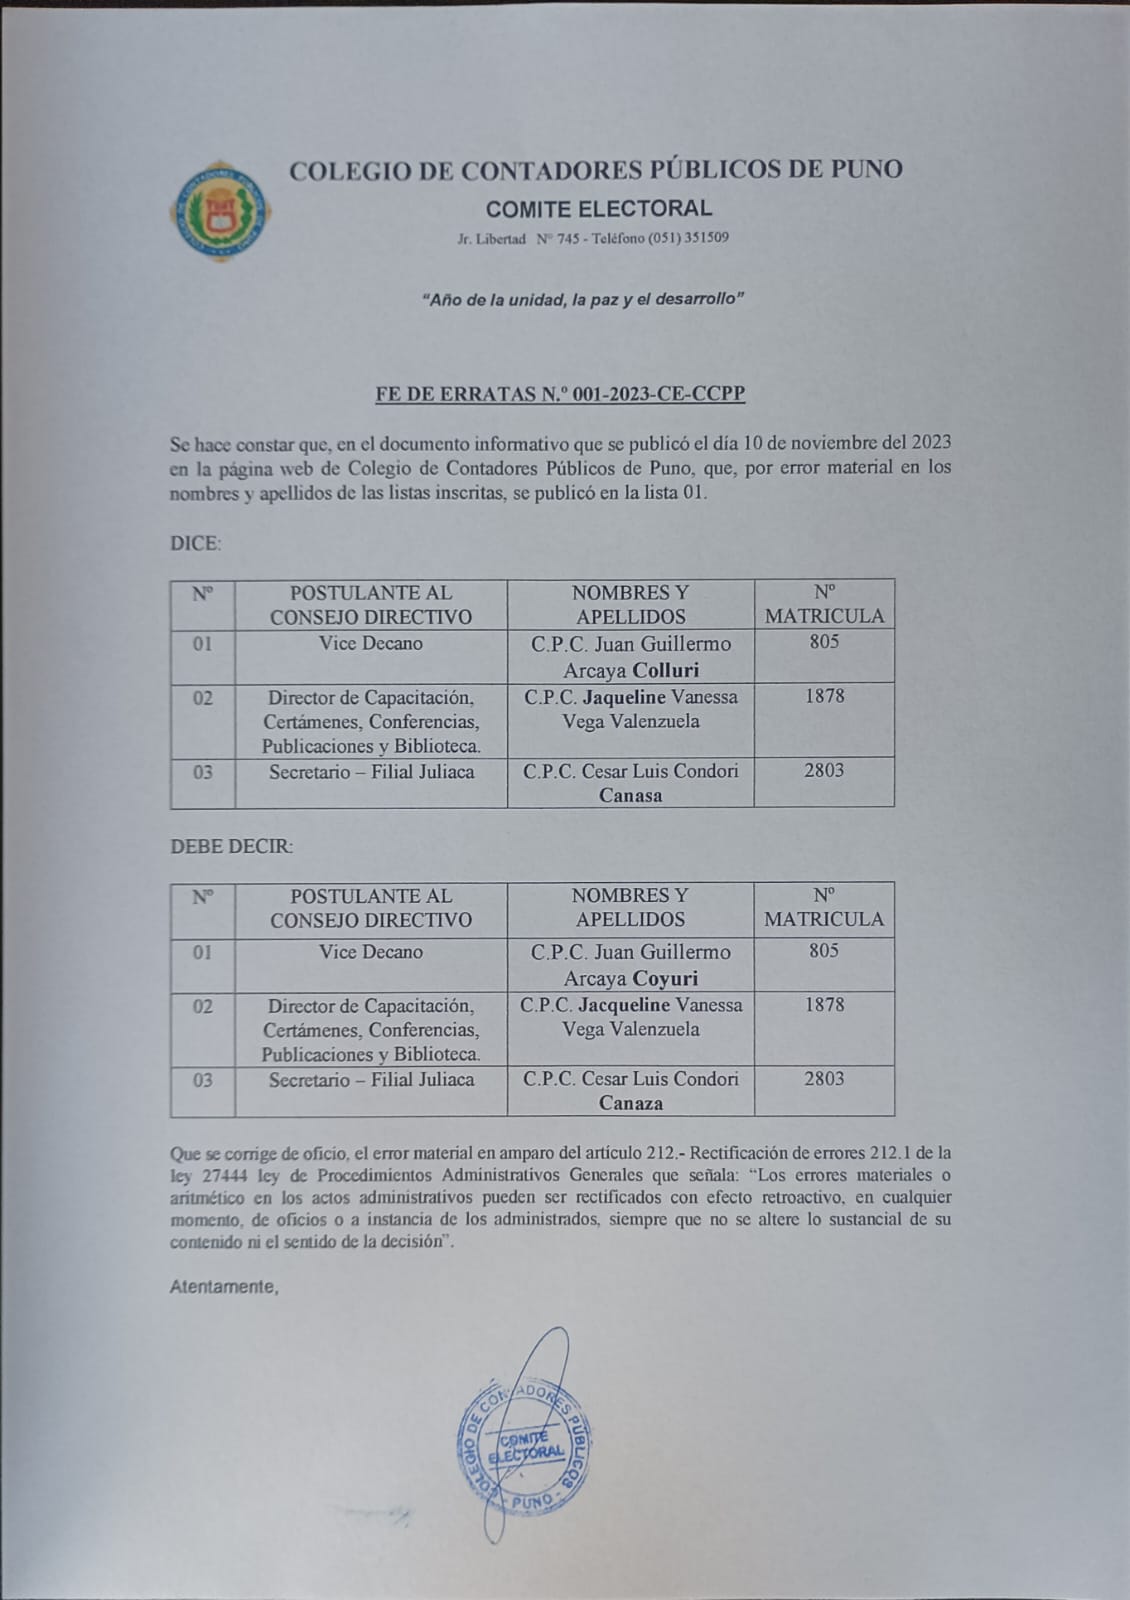 COLEGIO DE CONTADORES PÚBLICOS DE PUNO
COMITE ELECTORAL
Jr. Libertad Nº 745 - Teléfono (051) 351509
“Año de la unidad, la paz y el desarrollo”
FE DE ERRATAS N.º 001-2023-CE-CCPP
Se hace constar que, en el documento informativo que se publicó el día 10 de noviembre del 2023
en la página web de Colegio de Contadores Públicos de Puno, que, por error material en los
nombres y apellidos de las listas inscritas, se publicó en la lista 01.
DICE:
Nº POSTULANTE AL NOMBRES Y Nº
CONSEJO DIRECTIVO APELLIDOS MATRICULA
01 Vice Decano C.P.C. Juan Guillermo 805
Arcaya Colluri
02 Director de Capacitación, C.P.C. Jaqueline Vanessa 1878
Certámenes, Conferencias, Vega Valenzuela
Publicaciones y Biblioteca.
03 Secretario – Filial Juliaca C.P.C. Cesar Luis Condori 2803
Canasa
DEBE DECIR:
Nº POSTULANTE AL NOMBRES Y Nº
CONSEJO DIRECTIVO APELLIDOS MATRICULA
01 Vice Decano C.P.C. Juan Guillermo 805
Arcaya Coyuri
02 Director de Capacitación, C.P.C. Jacqueline Vanessa 1878
Certámenes, Conferencias, Vega Valenzuela
Publicaciones y Biblioteca.
03 Secretario – Filial Juliaca C.P.C. Cesar Luis Condori 2803
Canaza
Que se corrige de oficio, el error material en amparo del artículo 212.- Rectificación de errores 212.1 de la
ley 27444 ley de Procedimientos Administrativos Generales que señala: “Los errores materiales o
aritmético en los actos administrativos pueden ser rectificados con efecto retroactivo, en cualquier
momento, de oficios o a instancia de los administrados, siempre que no se altere lo sustancial de su
contenido ni el sentido de la decisión”.
Atentamente,
COLEGIO DE CONTADORES PÚBLICOS
COMITÉ
ELECTORAL
- PUNO -